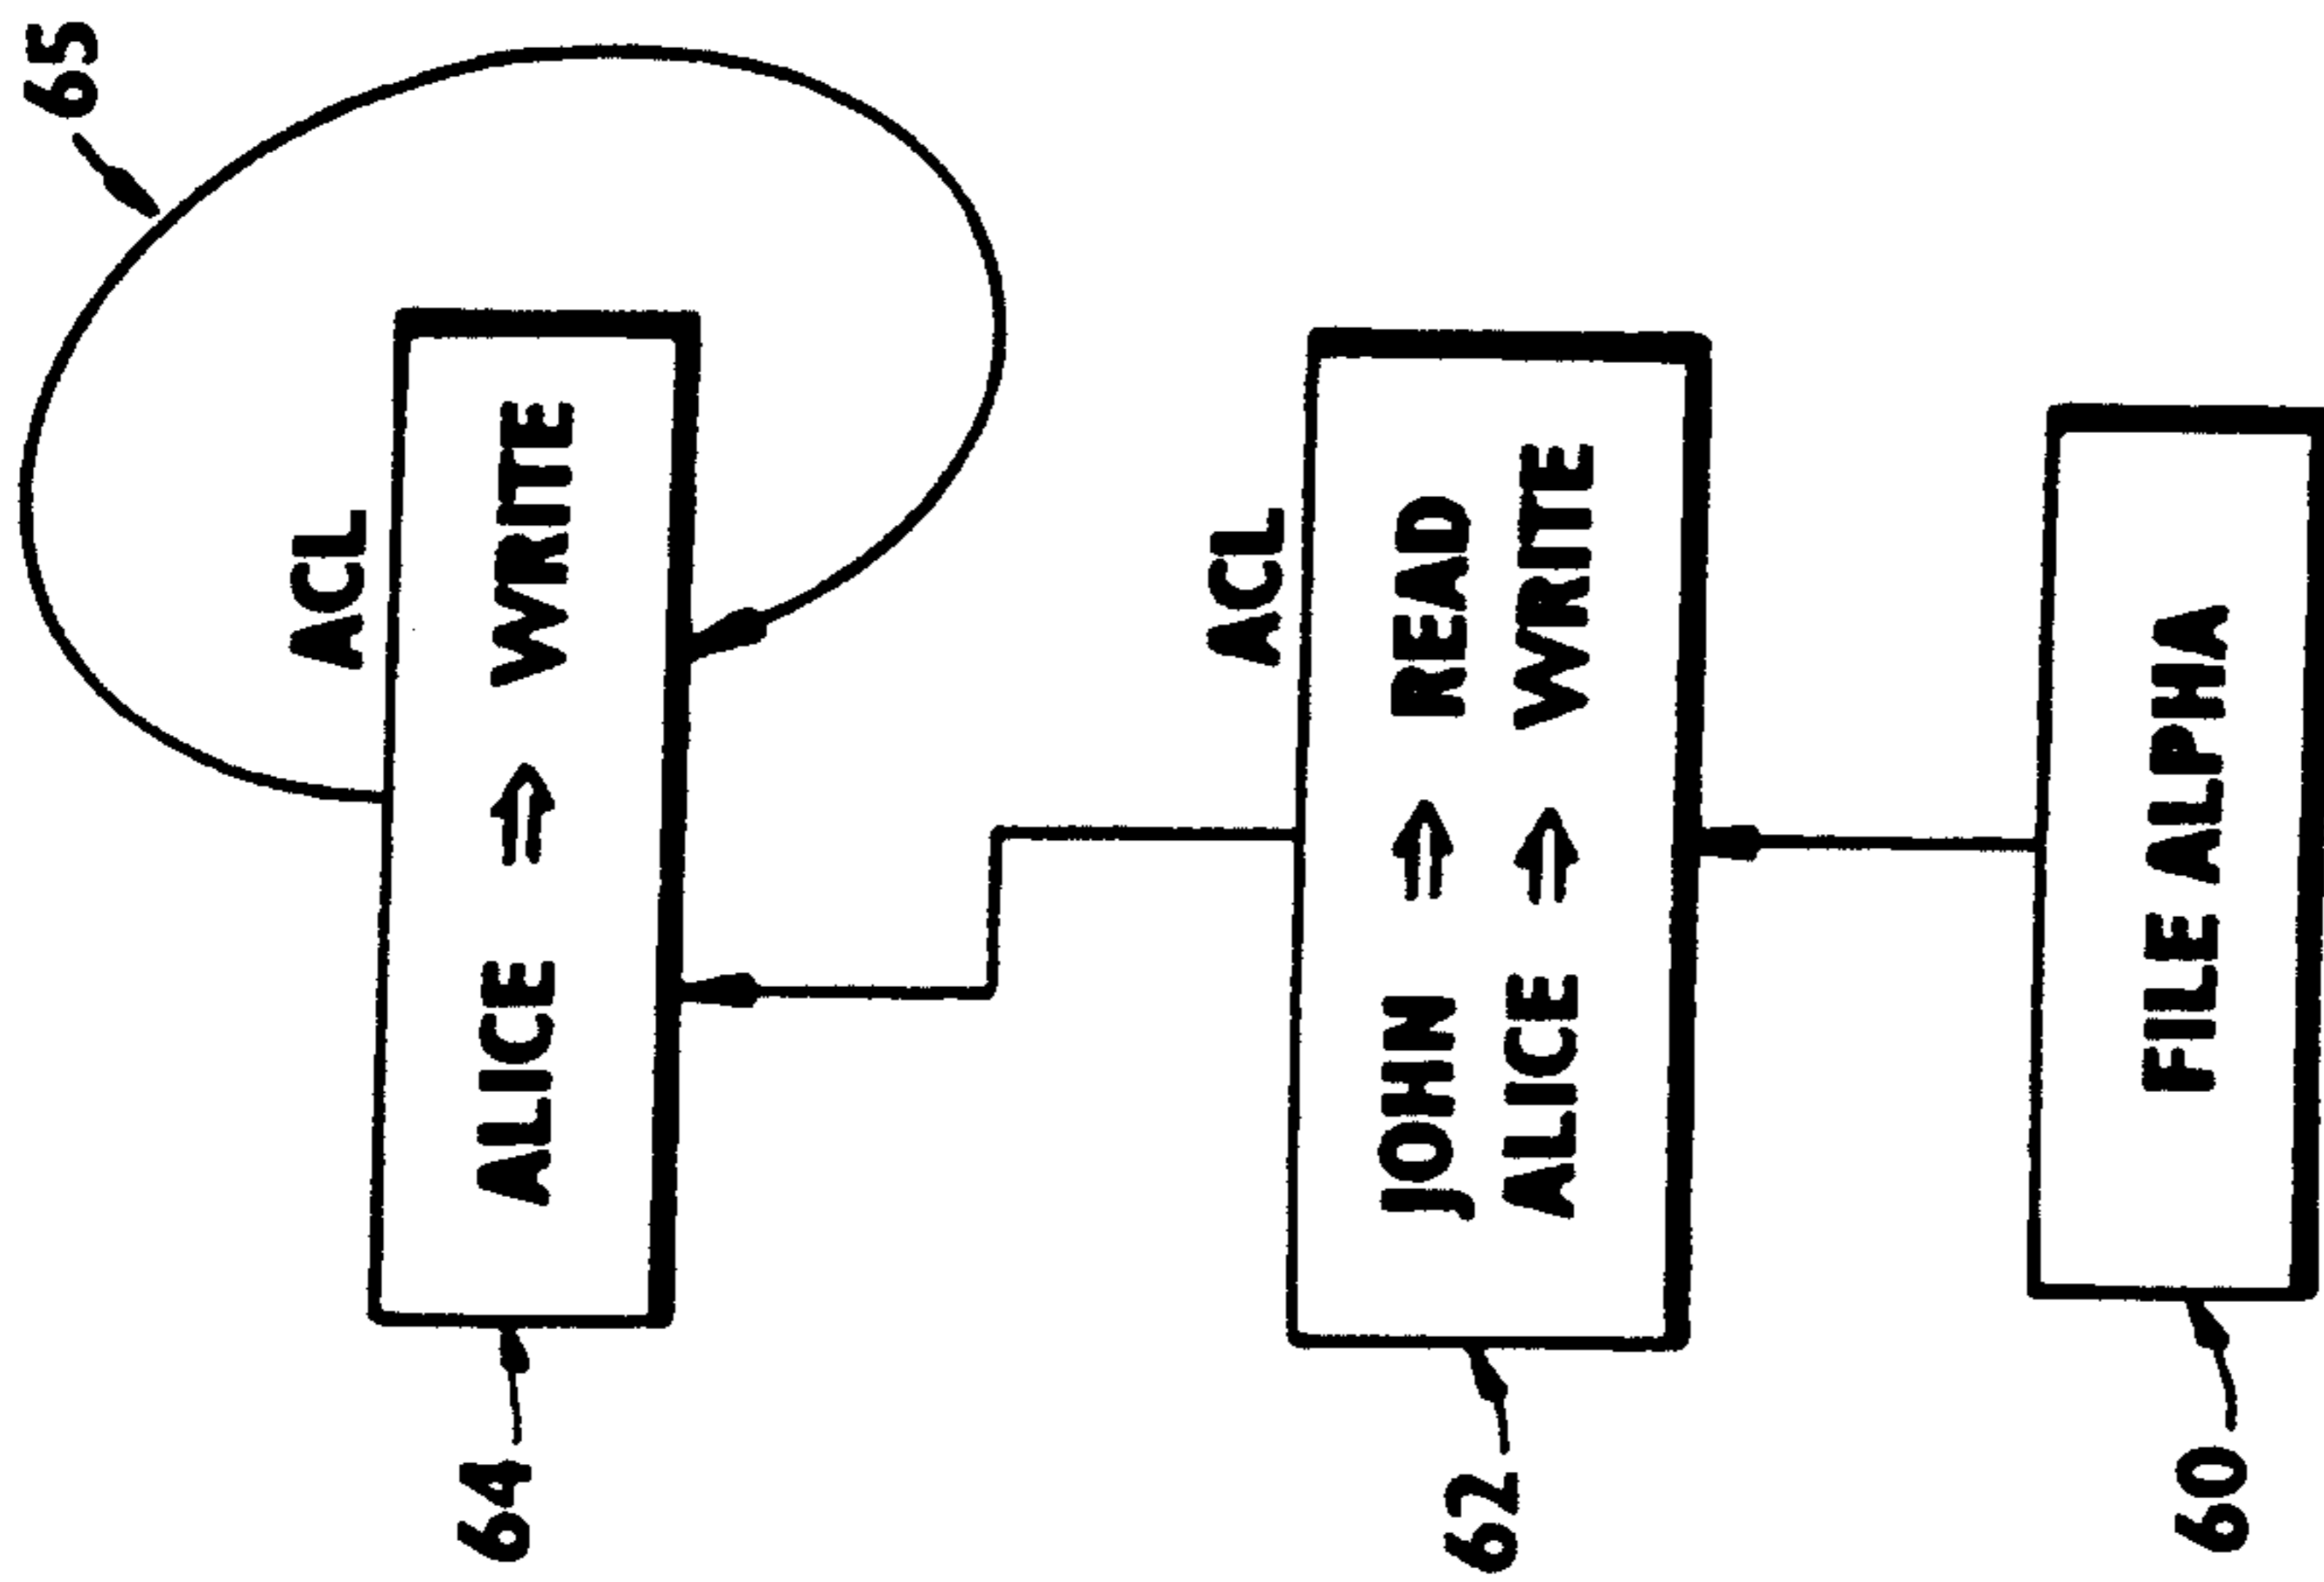 65
ACL
64
ALICE ⇒ WRITE
ACL
62
JOHN ⇒ READ
ALICE ⇒ WRITE
60
FILE ALPHA